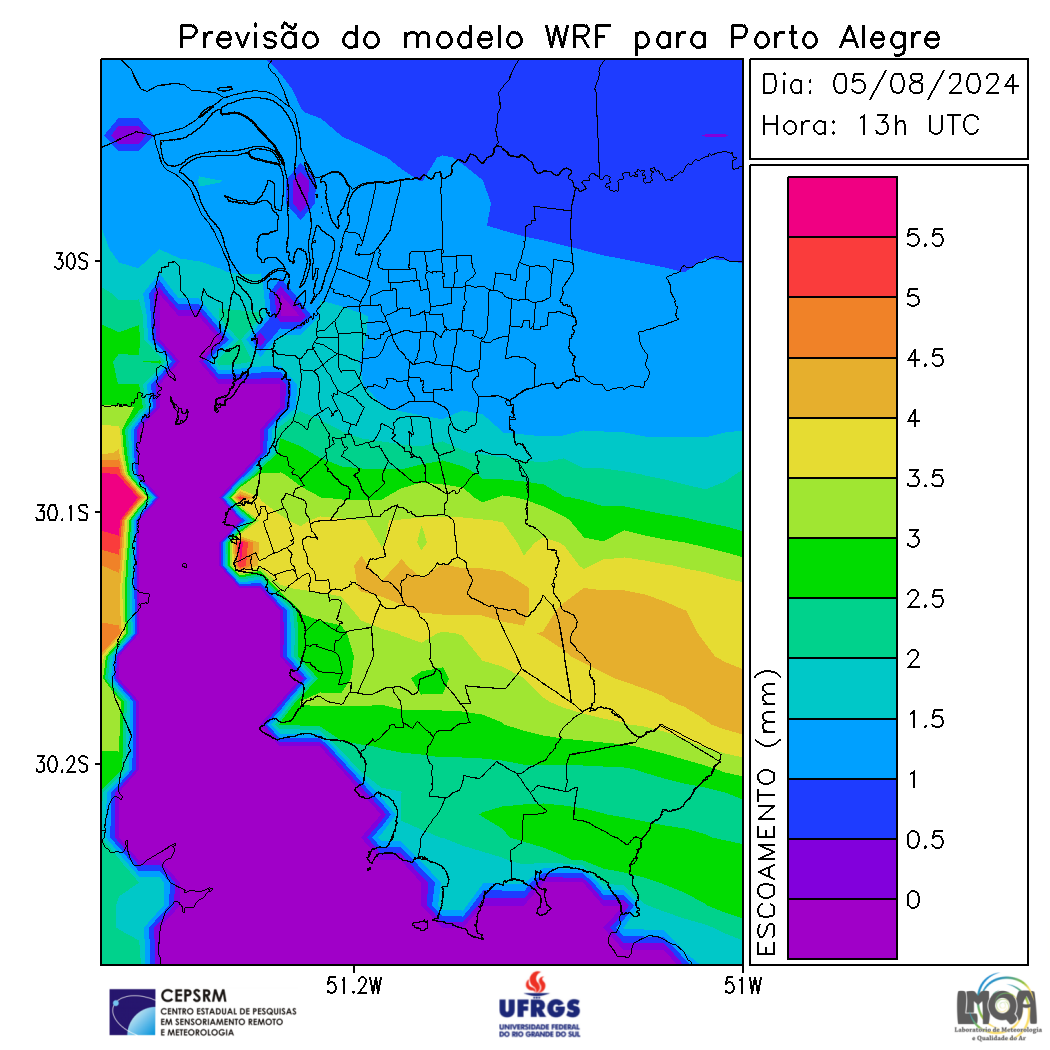 Previsão do modelo WRF para Porto Alegre
Dia: 05/08/2024
Hora: 13h UTC
5.5
5
4.5
4
3.5
3
2.5
2
1.5
1
0.5
0
ESCOAMENTO (mm)
30S
30.1S
30.2S
51.2W
51W
CEPSRM
CENTRO ESTADUAL DE PESQUISAS
EM SENSORIAMENTO REMOTO
E METEOROLOGIA
UFRGS
UNIVERSIDADE FEDERAL
DO RIO GRANDE DO SUL
LMQA
Laboratório de Meteorologia
e Qualidade do Ar